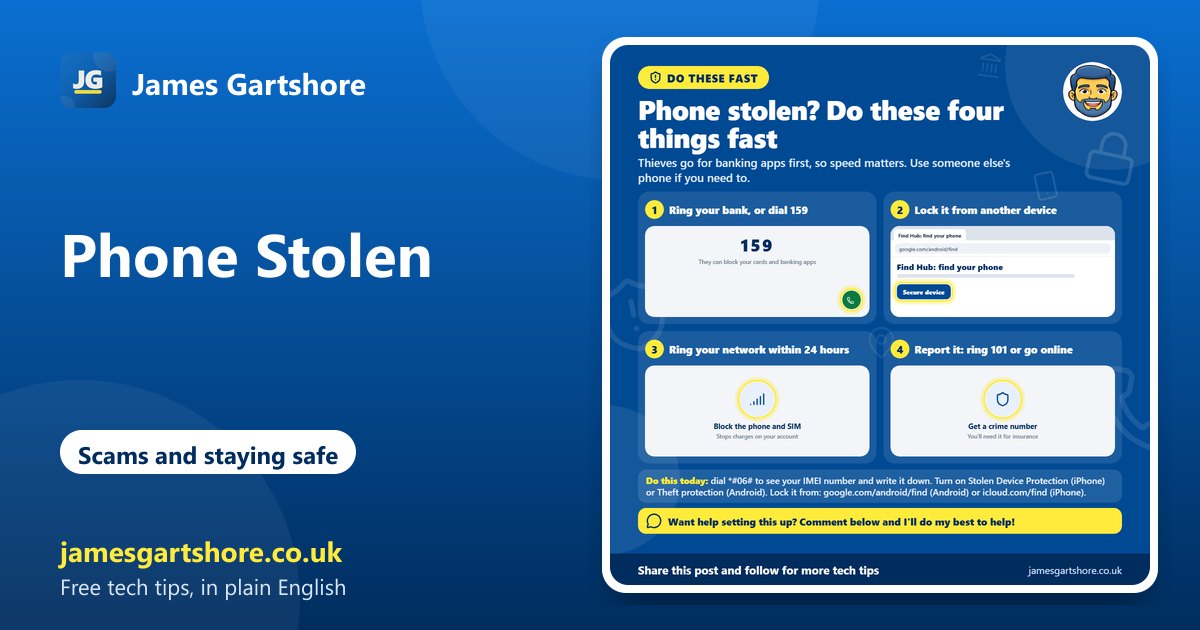 JG
James Gartshore
Phone Stolen
Scams and staying safe
jamesgartshore.co.uk
Free tech tips, in plain English
DO THESE FAST
Phone stolen? Do these four
things fast
Thieves go for banking apps first, so speed matters. Use someone else's
phone if you need to.
1 Ring your bank, or dial 159
159
They can block your cards and banking apps
2 Lock it from another device
Find Hub: find your phone
google.com/android/find
Find Hub: find your phone
Secure device
3 Ring your network within 24 hours
Block the phone and SIM
Stops charges on your account
4 Report it: ring 101 or go online
Get a crime number
You'll need it for insurance
Do this today: dial *#06# to see your IMEI number and write it down. Turn on Stolen Device Protection (iPhone)
or Theft protection (Android). Lock it from: google.com/android/find (Android) or icloud.com/find (iPhone).
Want help setting this up? Comment below and I'll do my best to help!
Share this post and follow for more tech tips
jamesgartshore.co.uk